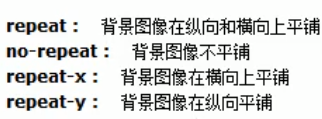 repeat： 背景图像在纵向和横向上平铺
no-repeat： 背景图像不平铺
repeat-x： 背景图像在横向上平铺
repeat-y： 背景图像在纵向平铺